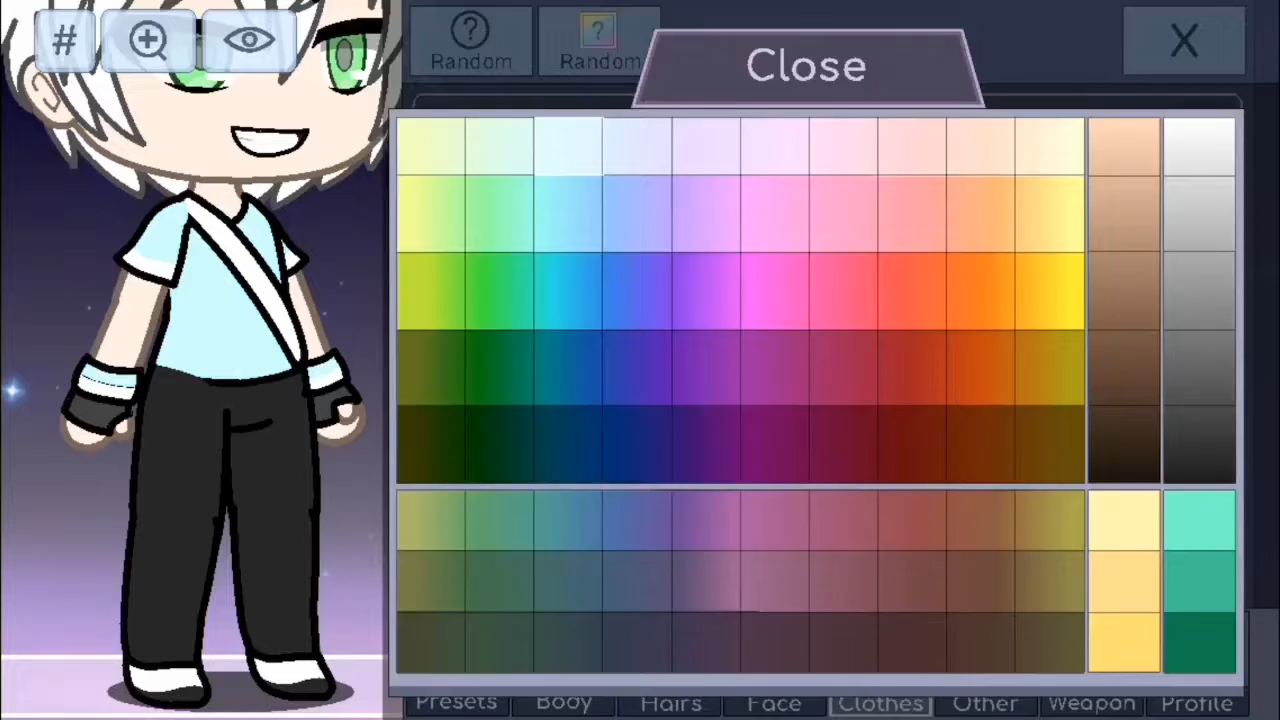 #
?
?
Random
Random
Close
X
Presets
Body
Hairs
Face
Clothes
Other
Weapon
Profile